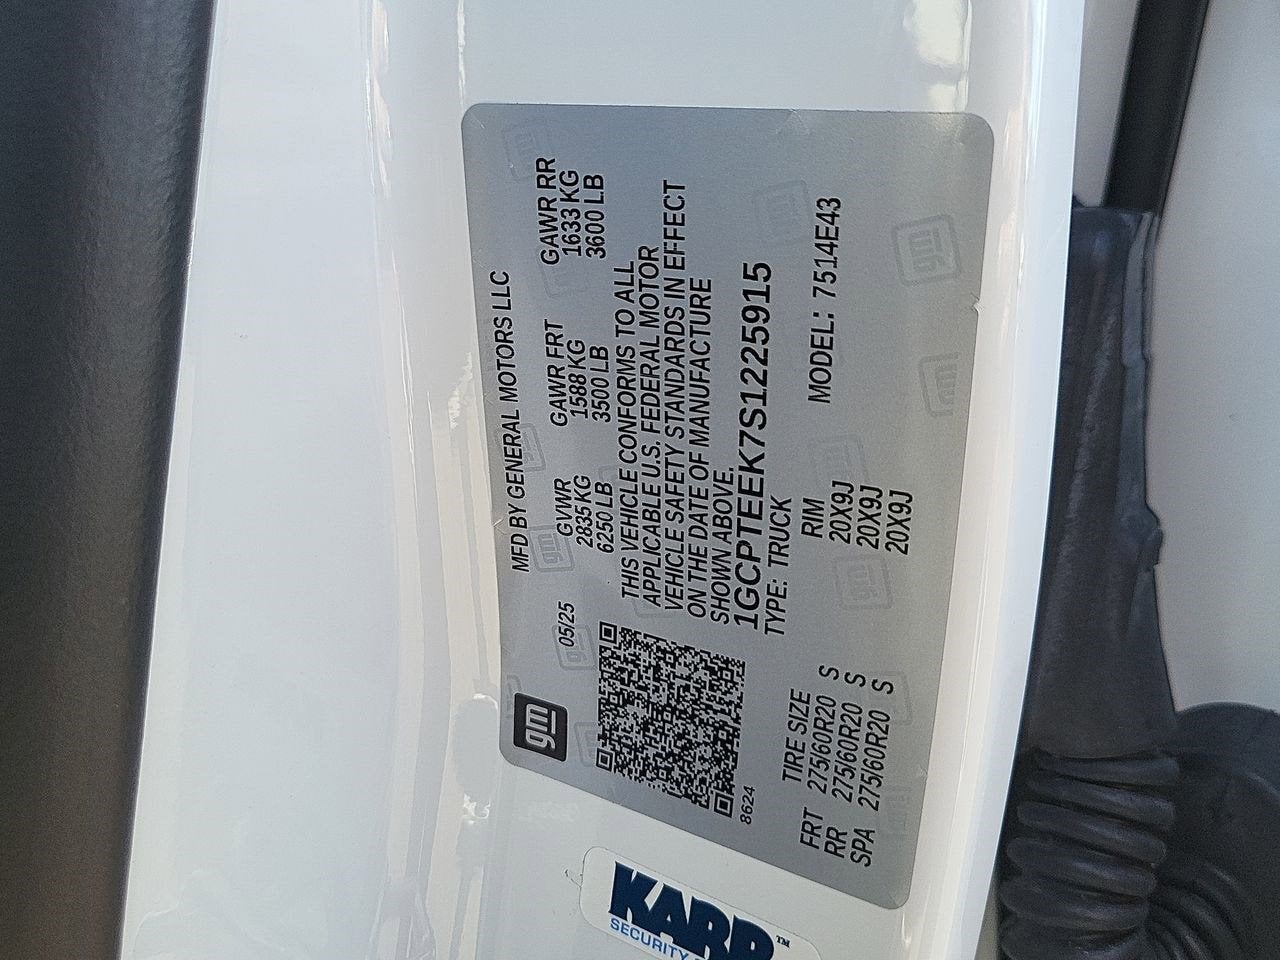 gm
05/25
MFD BY GENERAL MOTORS LLC
GVWR GAWR FRT GAWR RR
2835 KG 1588 KG 1633 KG
6250 LB 3500 LB 3600 LB
THIS VEHICLE CONFORMS TO ALL
APPLICABLE U.S. FEDERAL MOTOR
VEHICLE SAFETY STANDARDS IN EFFECT
ON THE DATE OF MANUFACTURE
SHOWN ABOVE.
1GCPTEEK7S1225915
TYPE: TRUCK
8624
MODEL: 7514E43
TIRE SIZE RIM
FRT 275/60R20 S 20X9J
RR 275/60R20 S 20X9J
SPA 275/60R20 S 20X9J
KARR™
SECURITY